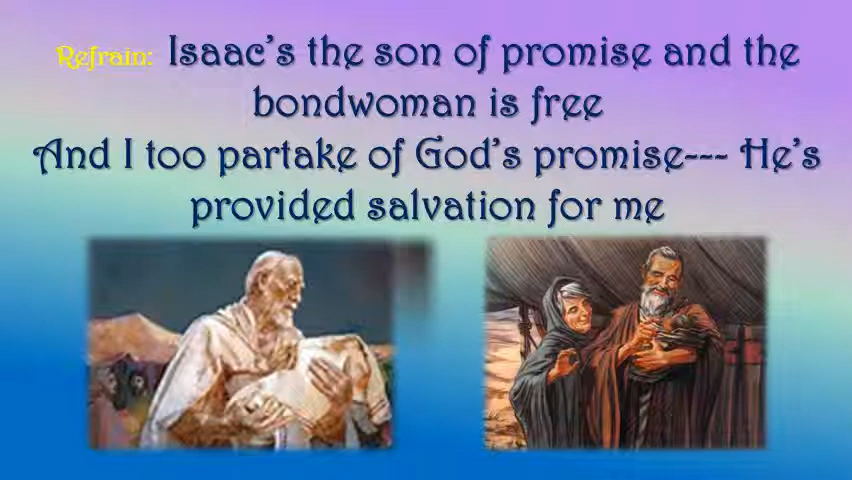 Refrain: Isaac's the son of promise and the
bondwoman is free
And I too partake of God's promise--- He's
provided salvation for me